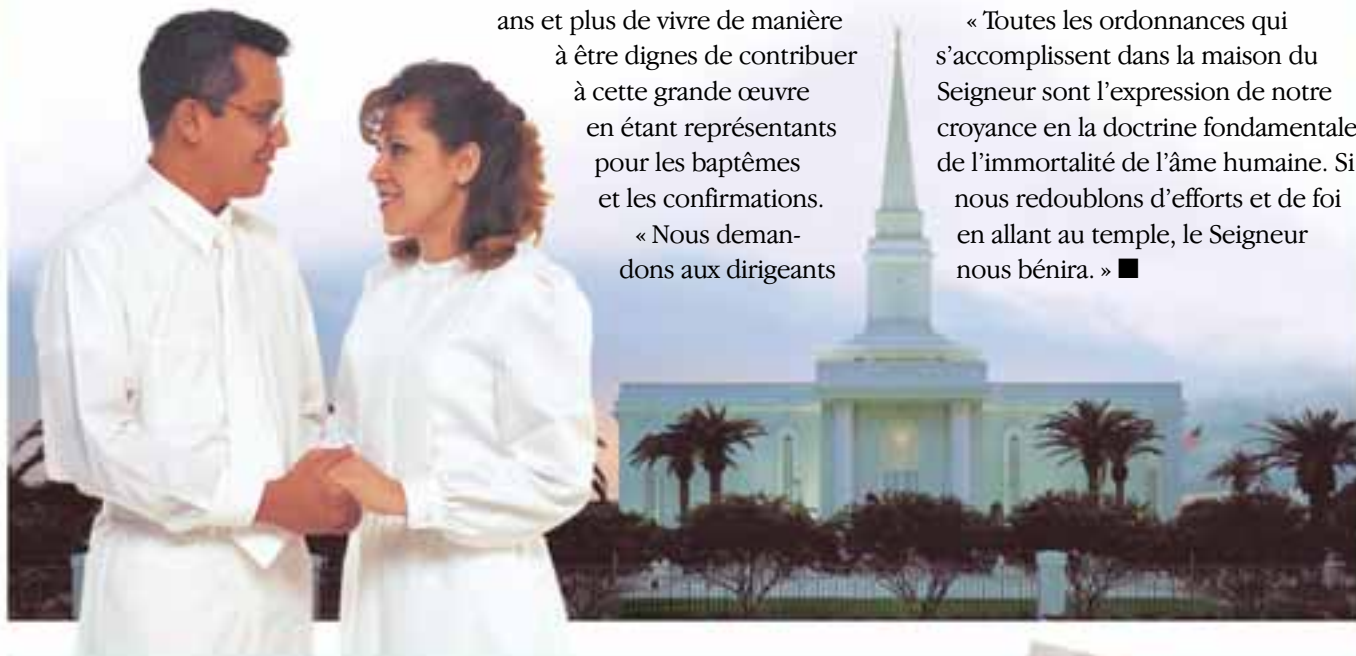 ans et plus de vivre de manière
à être dignes de contribuer
à cette grande œuvre
en étant représentants
pour les baptêmes
et les confirmations.
« Nous deman-
dons aux dirigeants
« Toutes les ordonnances qui
s'accomplissent dans la maison du
Seigneur sont l'expression de notre
croyance en la doctrine fondamentale
de l'immortalité de l'âme humaine. Si
nous redoublons d'efforts et de foi
en allant au temple, le Seigneur
nous bénira. » ■